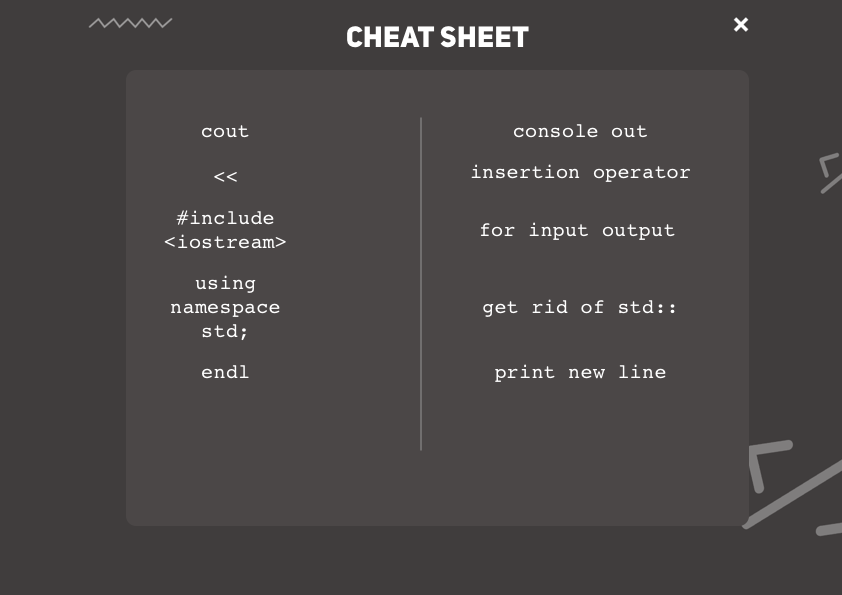 CHEAT SHEET
cout
console out
<<
insertion operator
#include
<iostream>
for input output
using
namespace
std;
get rid of std::
endl
print new line